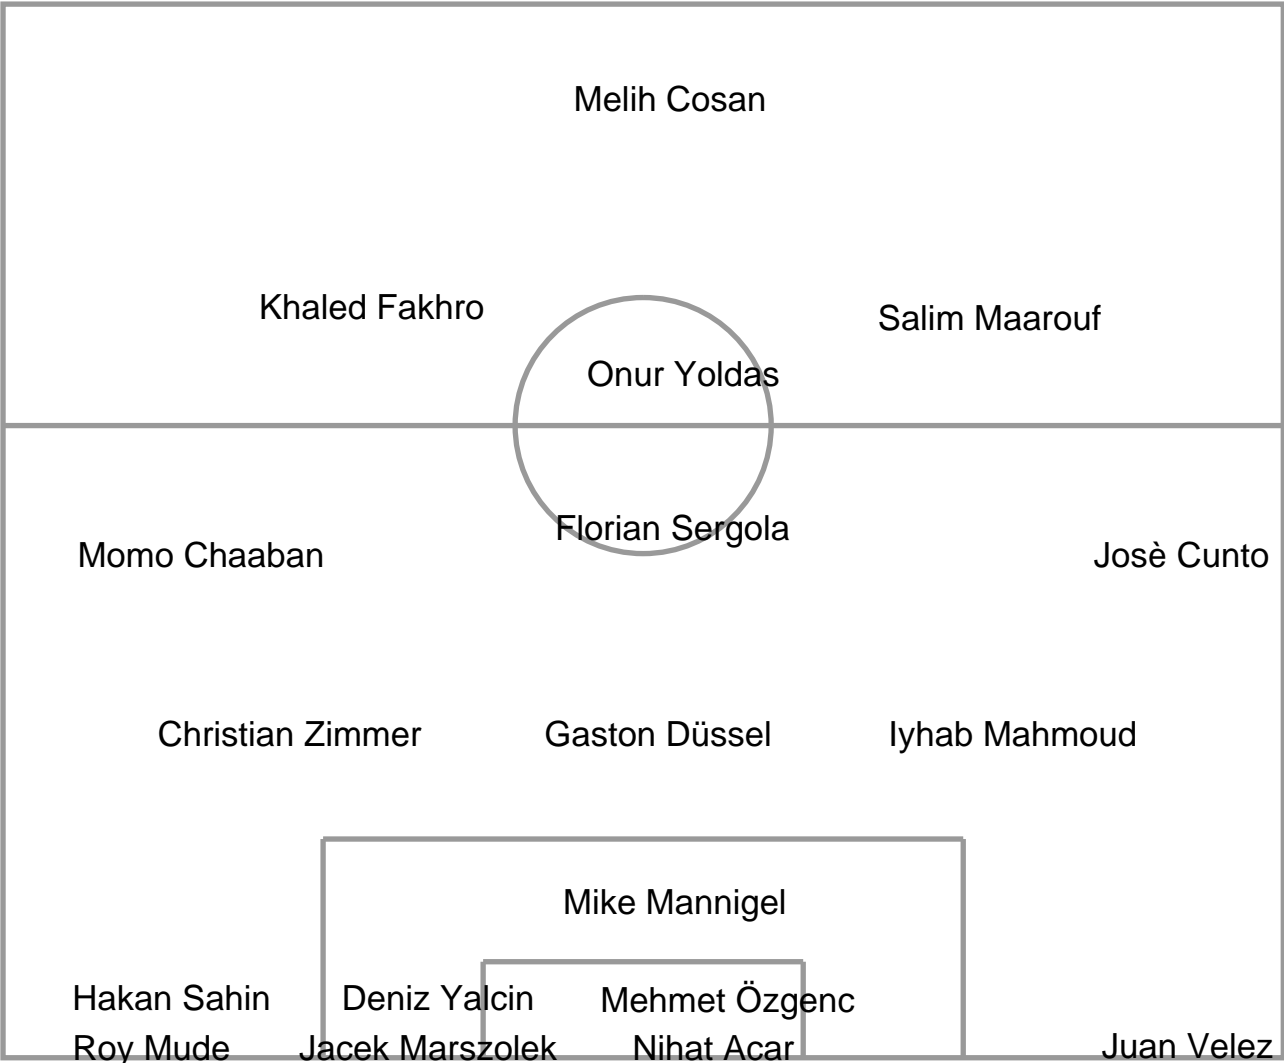 Melih Cosan
Khaled Fakhro
Salim Maarouf
Onur Yoldas
Florian Sergola
Momo Chaaban
Josè Cunto
Christian Zimmer
Gaston Düssel
Iyhab Mahmoud
Mike Mannigel
Hakan Sahin
Deniz Yalcin
Mehmet Özgenc
Roy Mude
Jacek Marszolek
Nihat Acar
Juan Velez